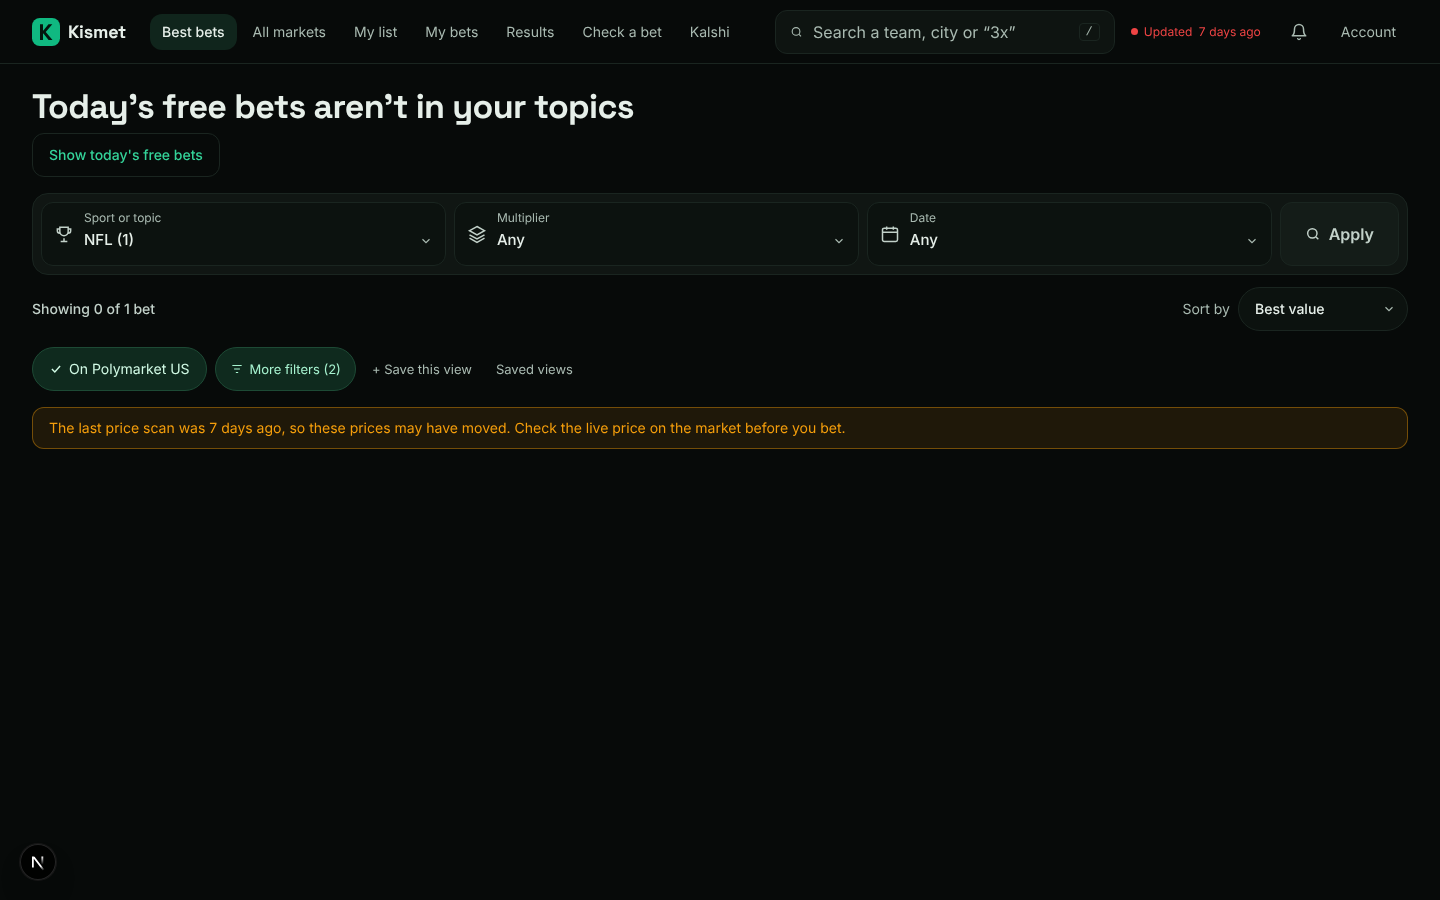 K Kismet
Best bets
All markets
My list
My bets
Results
Check a bet
Kalshi
Search a team, city or “3x”
/
Updated 7 days ago
Account
Today’s free bets aren’t in your topics
Show today's free bets
Sport or topic
NFL (1)
Multiplier
Any
Date
Any
Apply
Showing 0 of 1 bet
Sort by
Best value
On Polymarket US
More filters (2)
+ Save this view
Saved views
The last price scan was 7 days ago, so these prices may have moved. Check the live price on the market before you bet.
N